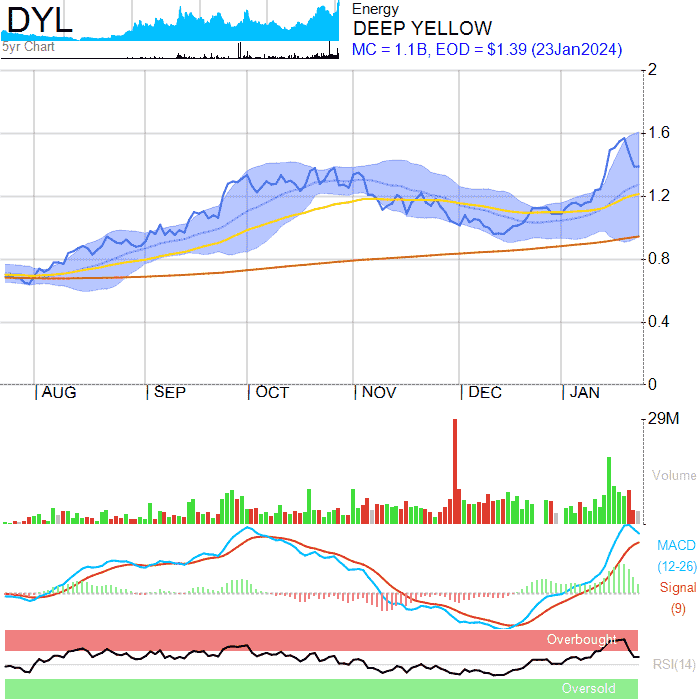 DYL
5yr Chart
Energy
DEEP YELLOW
MC = 1.1B, EOD = $1.39 (23Jan2024)
2
1.6
1.2
0.8
0.4
0
AUG SEP OCT NOV DEC JAN
29M
Volume
MACD
(12-26)
Signal
(9)
Overbought
RSI(14)
Oversold